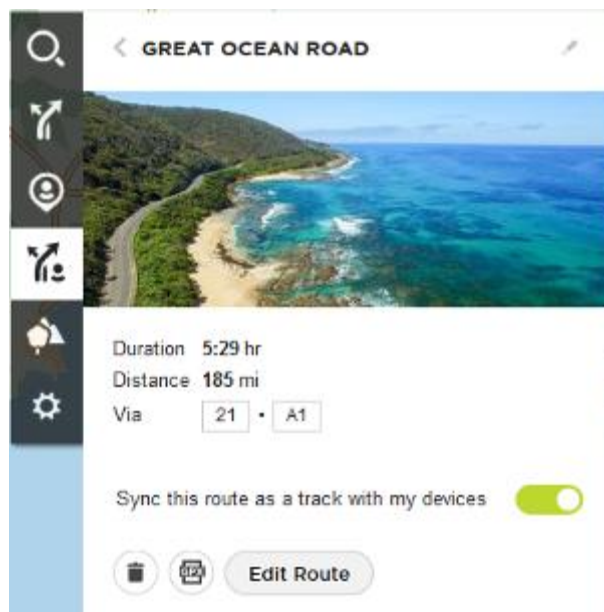 GREAT OCEAN ROAD
Duration 5:29 hr
Distance 185 mi
Via 21 • A1
Sync this route as a track with my devices
Edit Route